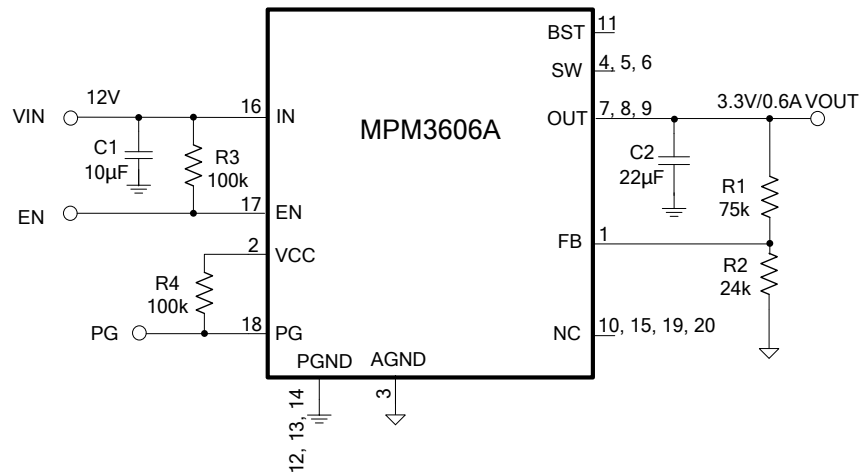 BST
11
SW
4, 5, 6
VIN
12V
16
IN
MPM3606A
OUT
7, 8, 9
3.3V/0.6A VOUT
C1
10µF
R3
100k
C2
22µF
R1
75k
EN
17
EN
2
VCC
FB
1
R4
100k
R2
24k
PG
18
PG
NC
10, 15, 19, 20
PGND
AGND
12, 13, 14
3